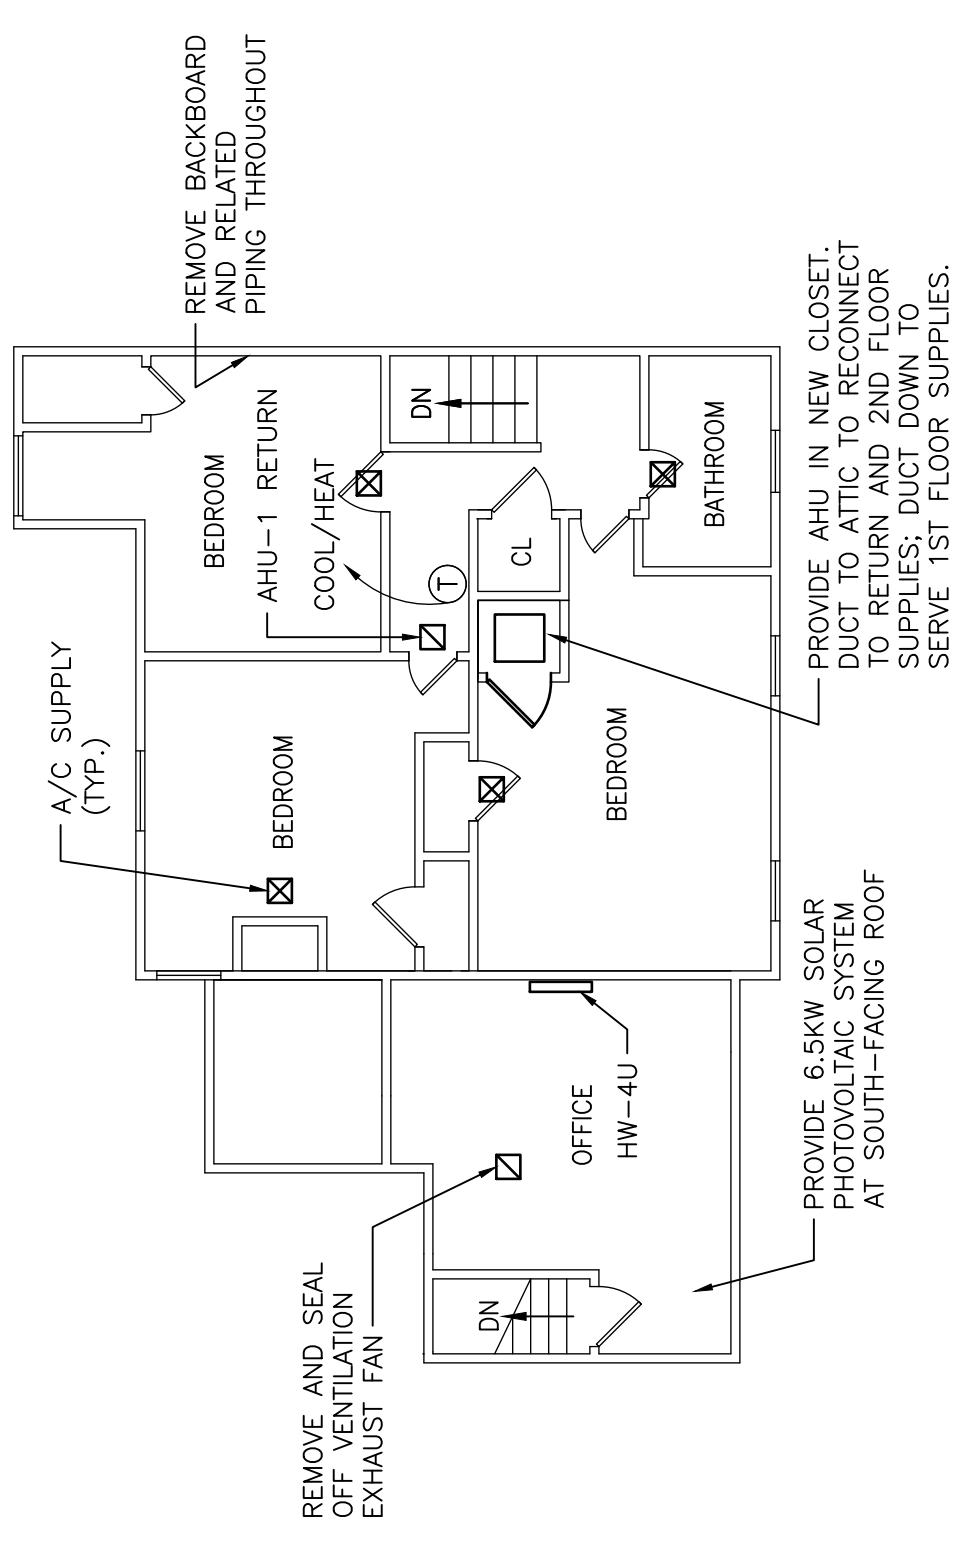 REMOVE AND SEAL
OFF VENTILATION
EXHAUST FAN
A/C SUPPLY
(TYP.)
REMOVE BACKBOARD
AND RELATED
PIPING THROUGHOUT
BEDROOM
BEDROOM
AHU-1 RETURN
COOL/HEAT
T
DN
CL
BATHROOM
BEDROOM
OFFICE
HW-4U
DN
PROVIDE 6.5KW SOLAR
PHOTOVOLTAIC SYSTEM
AT SOUTH-FACING ROOF
PROVIDE AHU IN NEW CLOSET.
DUCT TO ATTIC TO RECONNECT
TO RETURN AND 2ND FLOOR
SUPPLIES; DUCT DOWN TO
SERVE 1ST FLOOR SUPPLIES.